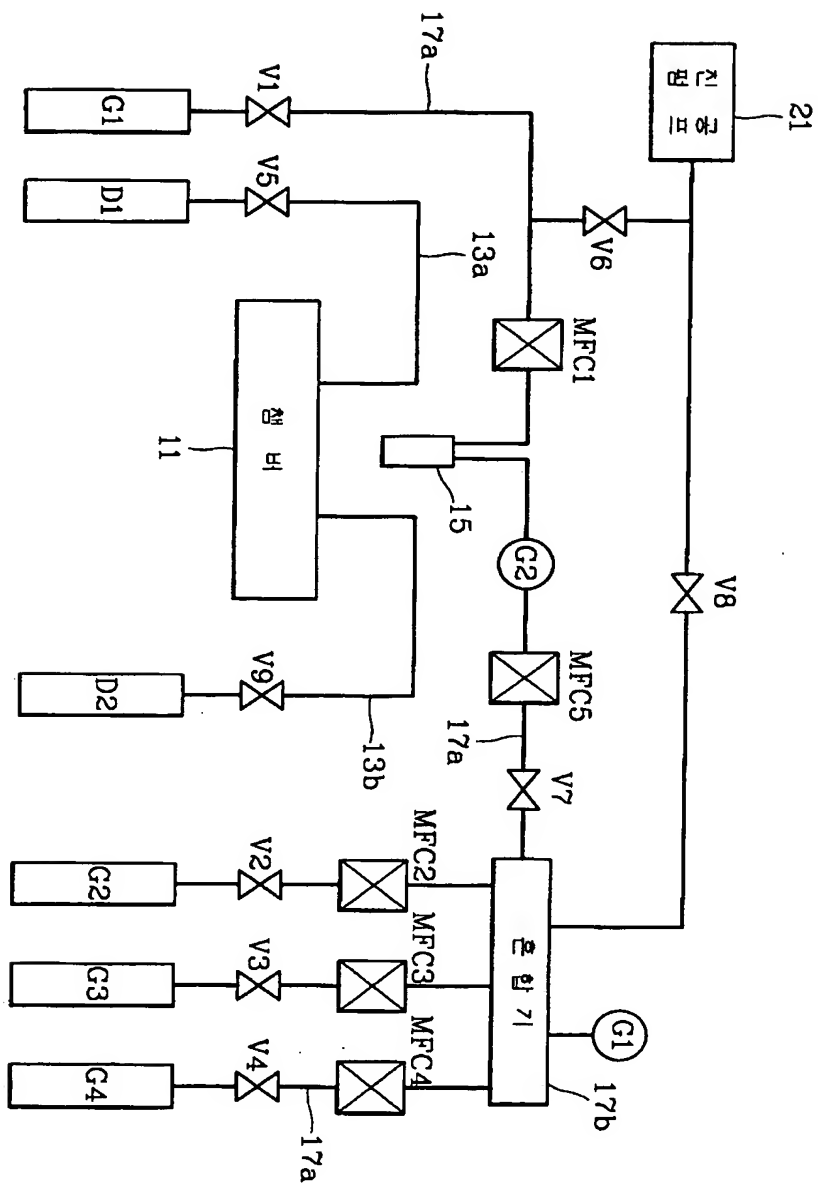 21
진공
펌프
17a
V1
G1
V5
D1
13a
V6
MFC1
11
챔버
15
G2
V8
MFC5
17a
V7
V9
D2
13b
V2
G2
MFC2
V3
G3
MFC3
V4
G4
MFC4
17a
혼합기
G1
17b